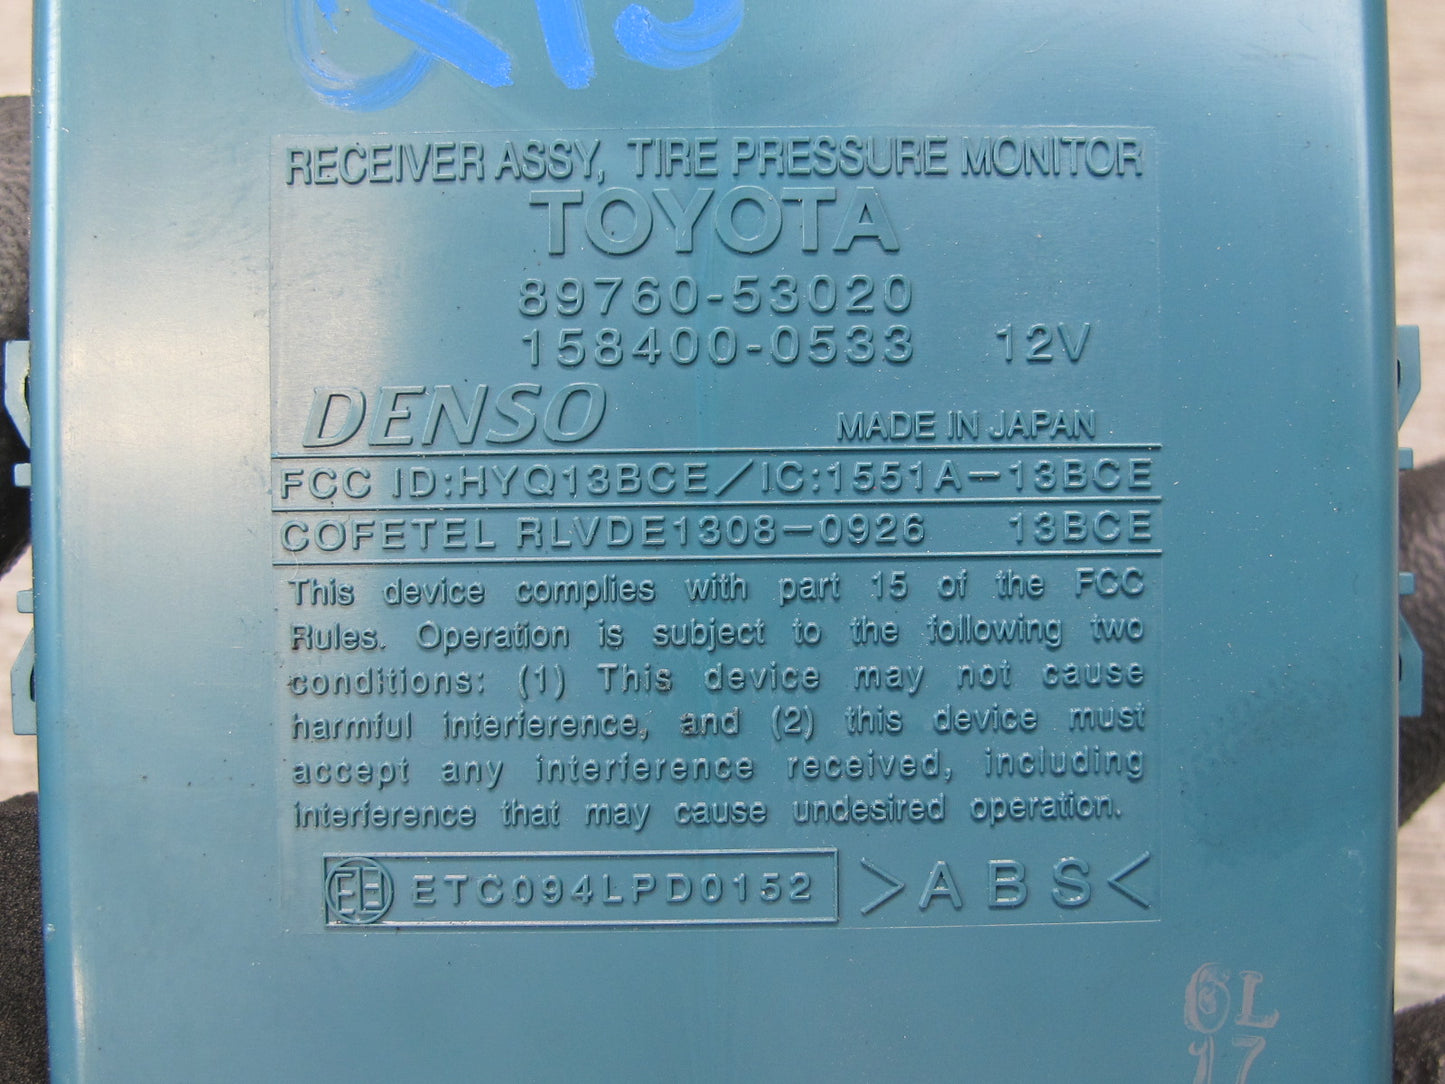 RECEIVER ASSY, TIRE PRESSURE MONITOR
TOYOTA
89760-53020
158400-0533 12V
DENSO MADE IN JAPAN
FCC ID:HYQ13BCE/IC:1551A-13BCE
COFETEL RLVDE1308-0926 13BCE
This device complies with part 15 of the FCC
Rules. Operation is subject to the following two
conditions: (1) This device may not cause
harmful interference, and (2) this device must
accept any interference received, including
interference that may cause undesired operation.
ETC094LPD0152 >ABS<
6L
17